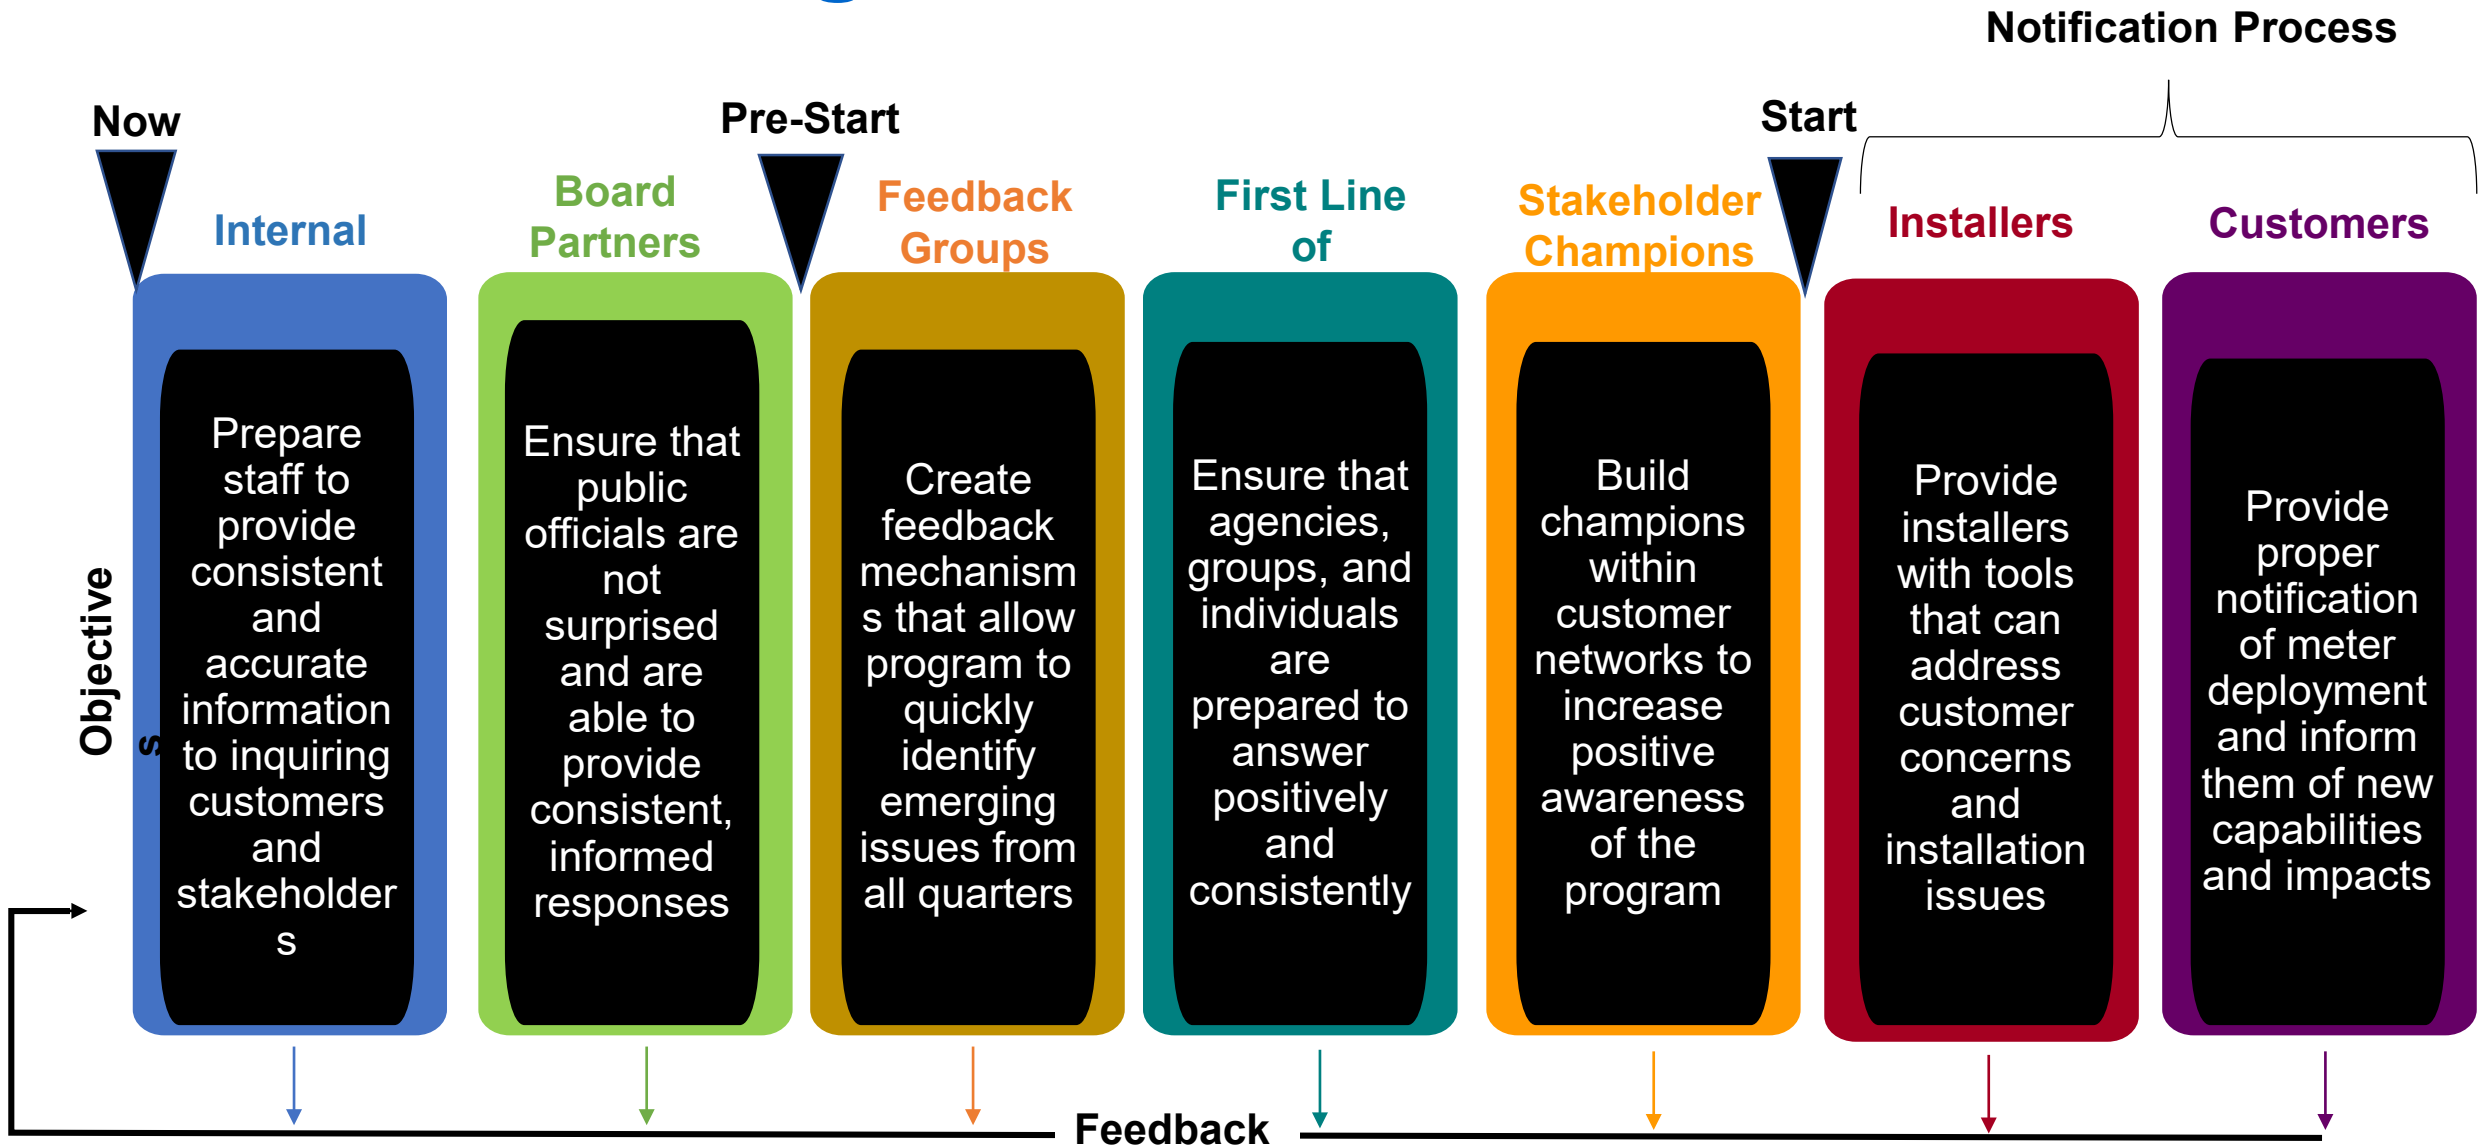 Notification Process
Now
Pre-Start
Start
Internal
Board
Partners
Feedback
Groups
First Line
of
Stakeholder
Champions
Installers
Customers
Objective
s
Prepare
staff to
provide
consistent
and
accurate
information
to inquiring
customers
and
stakeholder
s
Ensure that
public
officials are
not
surprised
and are
able to
provide
consistent,
informed
responses
Create
feedback
mechanism
s that allow
program to
quickly
identify
emerging
issues from
all quarters
Ensure that
agencies,
groups, and
individuals
are
prepared to
answer
positively
and
consistently
Build
champions
within
customer
networks to
increase
positive
awareness
of the
program
Provide
installers
with tools
that can
address
customer
concerns
and
installation
issues
Provide
proper
notification
of meter
deployment
and inform
them of new
capabilities
and impacts
Feedback